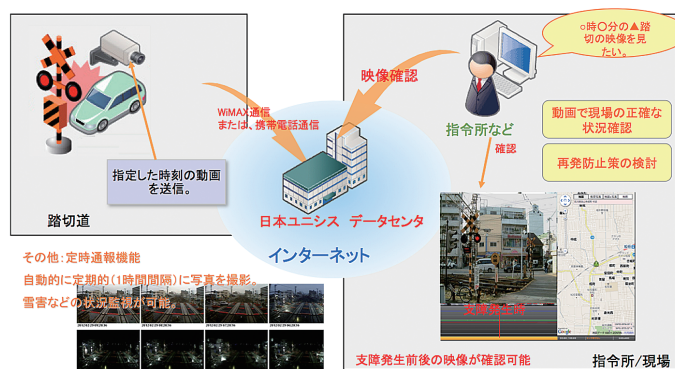 ○時〇分の▲踏
切の映像を見
たい。
映像確認
WiMAX通信
または、携帯電話通信
指定した時刻の動画
を送信。
踏切道
日本ユニシス データセンタ
インターネット
指令所など
確認
動画で現場の正確な
状況確認
再発防止策の検討
その他：定時通報機能
自動的に定期的（1時間間隔）に写真を撮影。
雪害などの状況監視が可能。
支障発生時
支障発生前後の映像が確認可能
指令所/現場